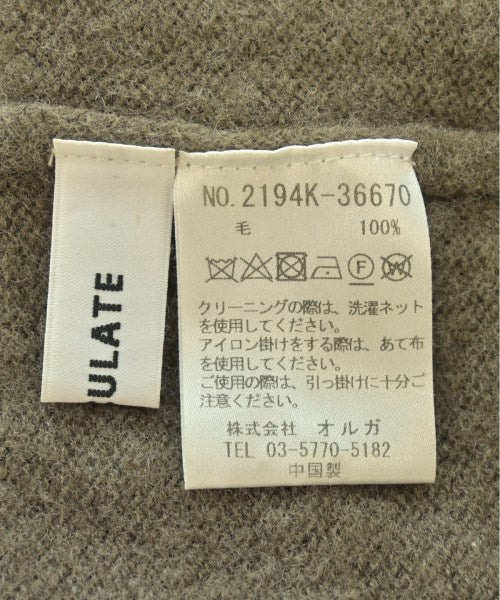 ULATE
NO. 2194K-36670
毛 100%
クリーニングの際は、洗濯ネット
を使用してください。
アイロン掛けをする際は、あて布
を使用してください。
ご使用の際は、引っ掛けに十分ご
注意ください。
株式会社 オルガ
TEL 03-5770-5182
中国製